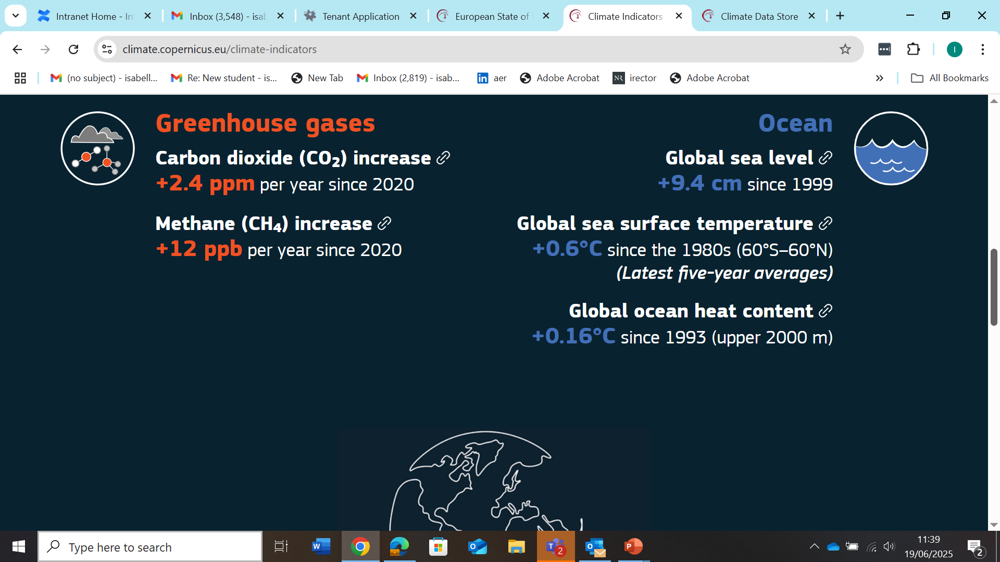 Intranet Home - In
Inbox (3,548) - isab
Tenant Application
European State of
Climate Indicators
Climate Data Store
climate.copernicus.eu/climate-indicators
I
(no subject) - isabell...
Re: New student - is...
New Tab
Inbox (2,819) - isab...
in
aer
Adobe Acrobat
NR
irector
Adobe Acrobat
All Bookmarks
Greenhouse gases
Carbon dioxide (CO₂) increase
+2.4 ppm per year since 2020
Methane (CH₄) increase
+12 ppb per year since 2020
Ocean
Global sea level
+9.4 cm since 1999
Global sea surface temperature
+0.6°C since the 1980s (60°S–60°N)
(Latest five-year averages)
Global ocean heat content
+0.16°C since 1993 (upper 2000 m)
Type here to search
W
O
T
2
O
P
11:39
19/06/2025
2